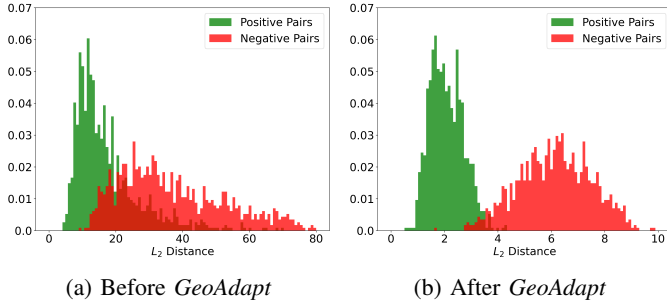 0.07
0.06
0.05
0.04
0.03
0.02
0.01
0.0
0 20 40 60 80
L2 Distance
Positive Pairs
Negative Pairs
(a) Before GeoAdapt
0.07
0.06
0.05
0.04
0.03
0.02
0.01
0.0
0 2 4 6 8 10
L2 Distance
Positive Pairs
Negative Pairs
(b) After GeoAdapt